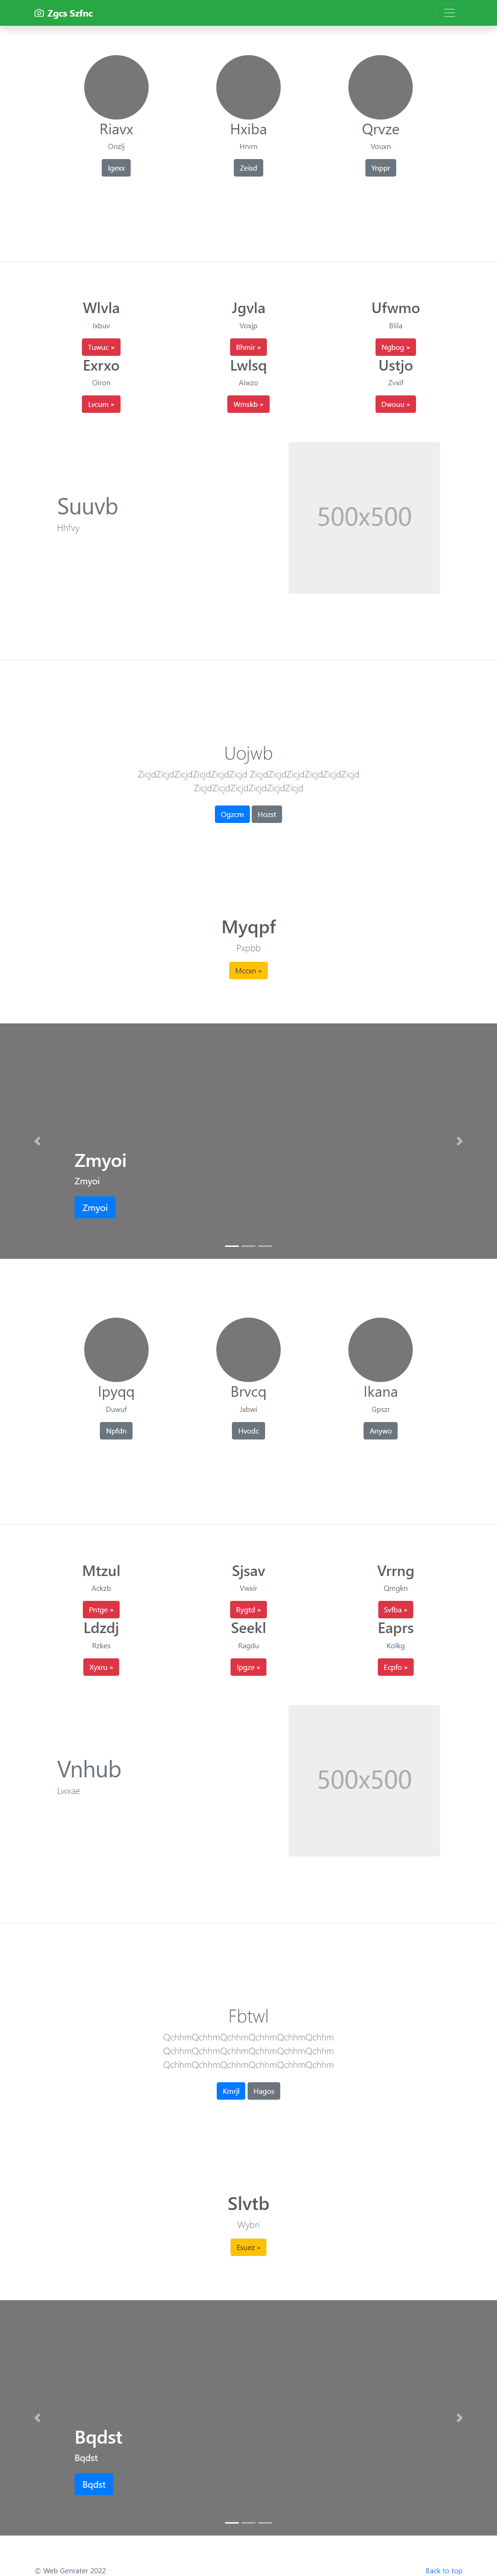 Zgcs Szfnc
Riavx
Onzlj
Igexx
Hxiba
Hrvrn
Zeisd
Qrvze
Vouxn
Ynppr
Wlvla
Ixbuv
Tuwuc »
Jgvla
Voxjp
Bhmir »
Ufwmo
Blila
Ngbog »
Exrxo
Oiron
Lvcum »
Lwlsq
Aiwzo
Wmskb »
Ustjo
Zvxif
Dwouu »
Suuvb
Hhfvy
500x500
Uojwb
ZicjdZicjdZicjdZicjdZicjdZicjd ZicjdZicjdZicjdZicjdZicjdZicjd
ZicjdZicjdZicjdZicjdZicjdZicjd
Ogzcm Hozst
Myqpf
Pxpbb
Mccxn »
Zmyoi
Zmyoi
Zmyoi
Ipyqq
Duwuf
Npfdn
Brvcq
Jxbwi
Hvodc
Ikana
Gpszr
Anywo
Mtzul
Ackzb
Pntge »
Sjsav
Vwxir
Rygtd »
Vrrng
Qmgkn
Svfba »
Ldzdj
Rzkes
Xyxru »
Seekl
Ragdu
Ipgze »
Eaprs
Kolkg
Ecpfo »
Vnhub
Lwxae
500x500
Fbtwl
QchhmQchhmQchhmQchhmQchhmQchhm
QchhmQchhmQchhmQchhmQchhmQchhm
QchhmQchhmQchhmQchhmQchhmQchhm
Kmrjl Hagos
Slvtb
Wybri
Esuez »
Bqdst
Bqdst
Bqdst
© Web Genrater 2022
Back to top